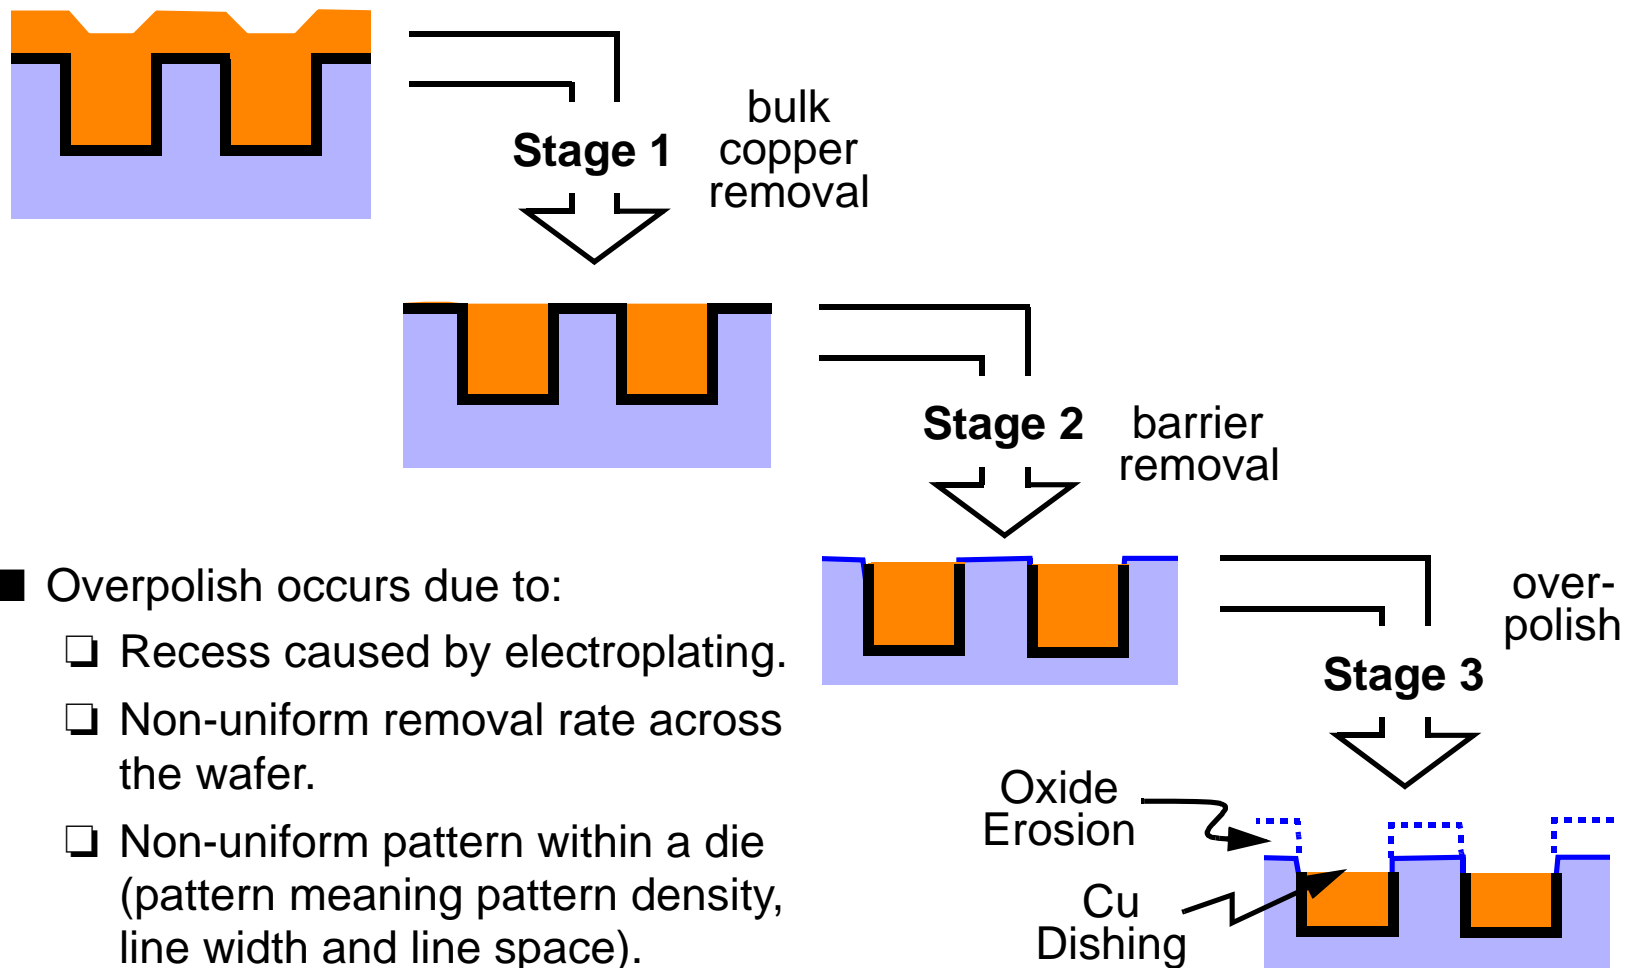 bulk
copper
removal
Stage 1
Stage 2
barrier
removal
over-
polish
Stage 3
■ Overpolish occurs due to:
❏ Recess caused by electroplating.
❏ Non-uniform removal rate across
the wafer.
❏ Non-uniform pattern within a die
(pattern meaning pattern density,
line width and line space).
Oxide
Erosion
Cu
Dishing